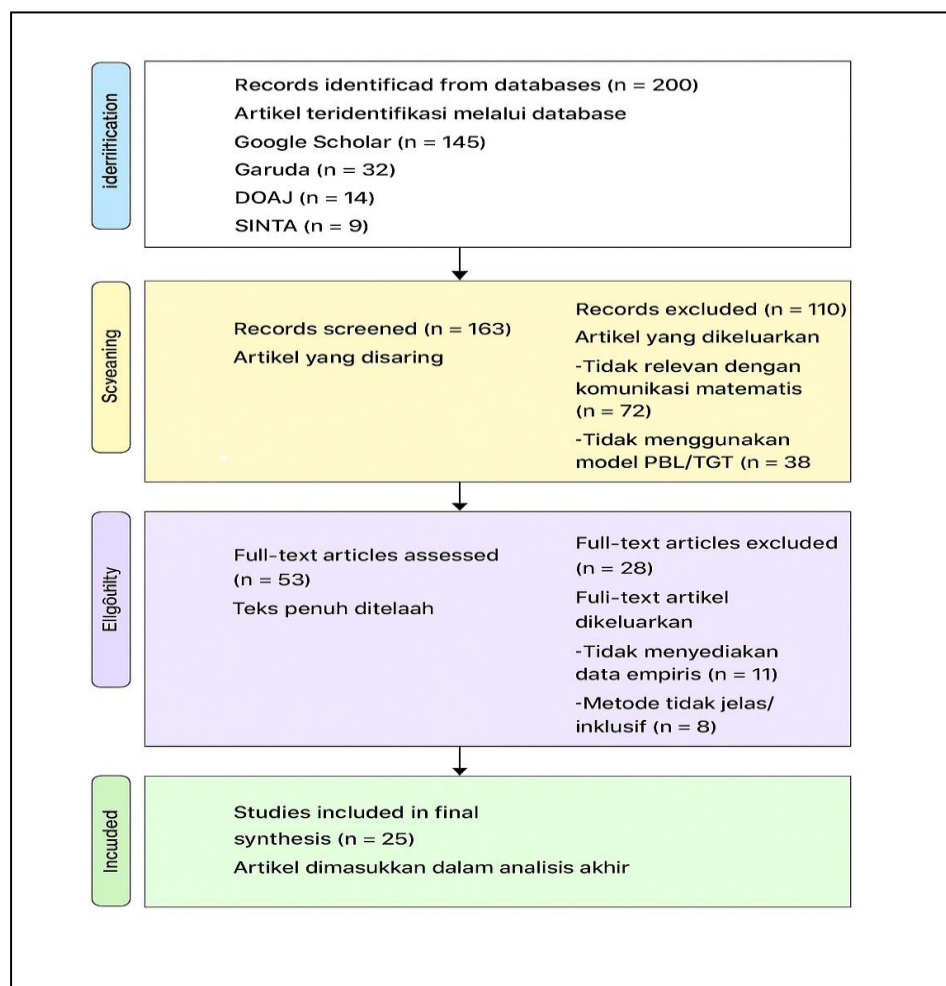 iderriification
Records identificad from databases (n = 200)
Artikel teridentifikasi melalui database
Google Scholar (n = 145)
Garuda (n = 32)
DOAJ (n = 14)
SINTA (n = 9)
Records screened (n = 163)
Artikel yang disaring
Records excluded (n = 110)
Artikel yang dikeluarkan
-Tidak relevan dengan
komunikasi matematis
(n = 72)
-Tidak menggunakan
model PBL/TGT (n = 38
Full-text articles assessed
(n = 53)
Teks penuh ditelaah
Full-text articles excluded
(n = 28)
Fuli-text artikel
dikeluarkan
-Tidak menyediakan
data empiris (n = 11)
-Metode tidak jelas/
inklusif (n = 8)
Studies included in final
synthesis (n = 25)
Artikel dimasukkan dalam analisis akhir